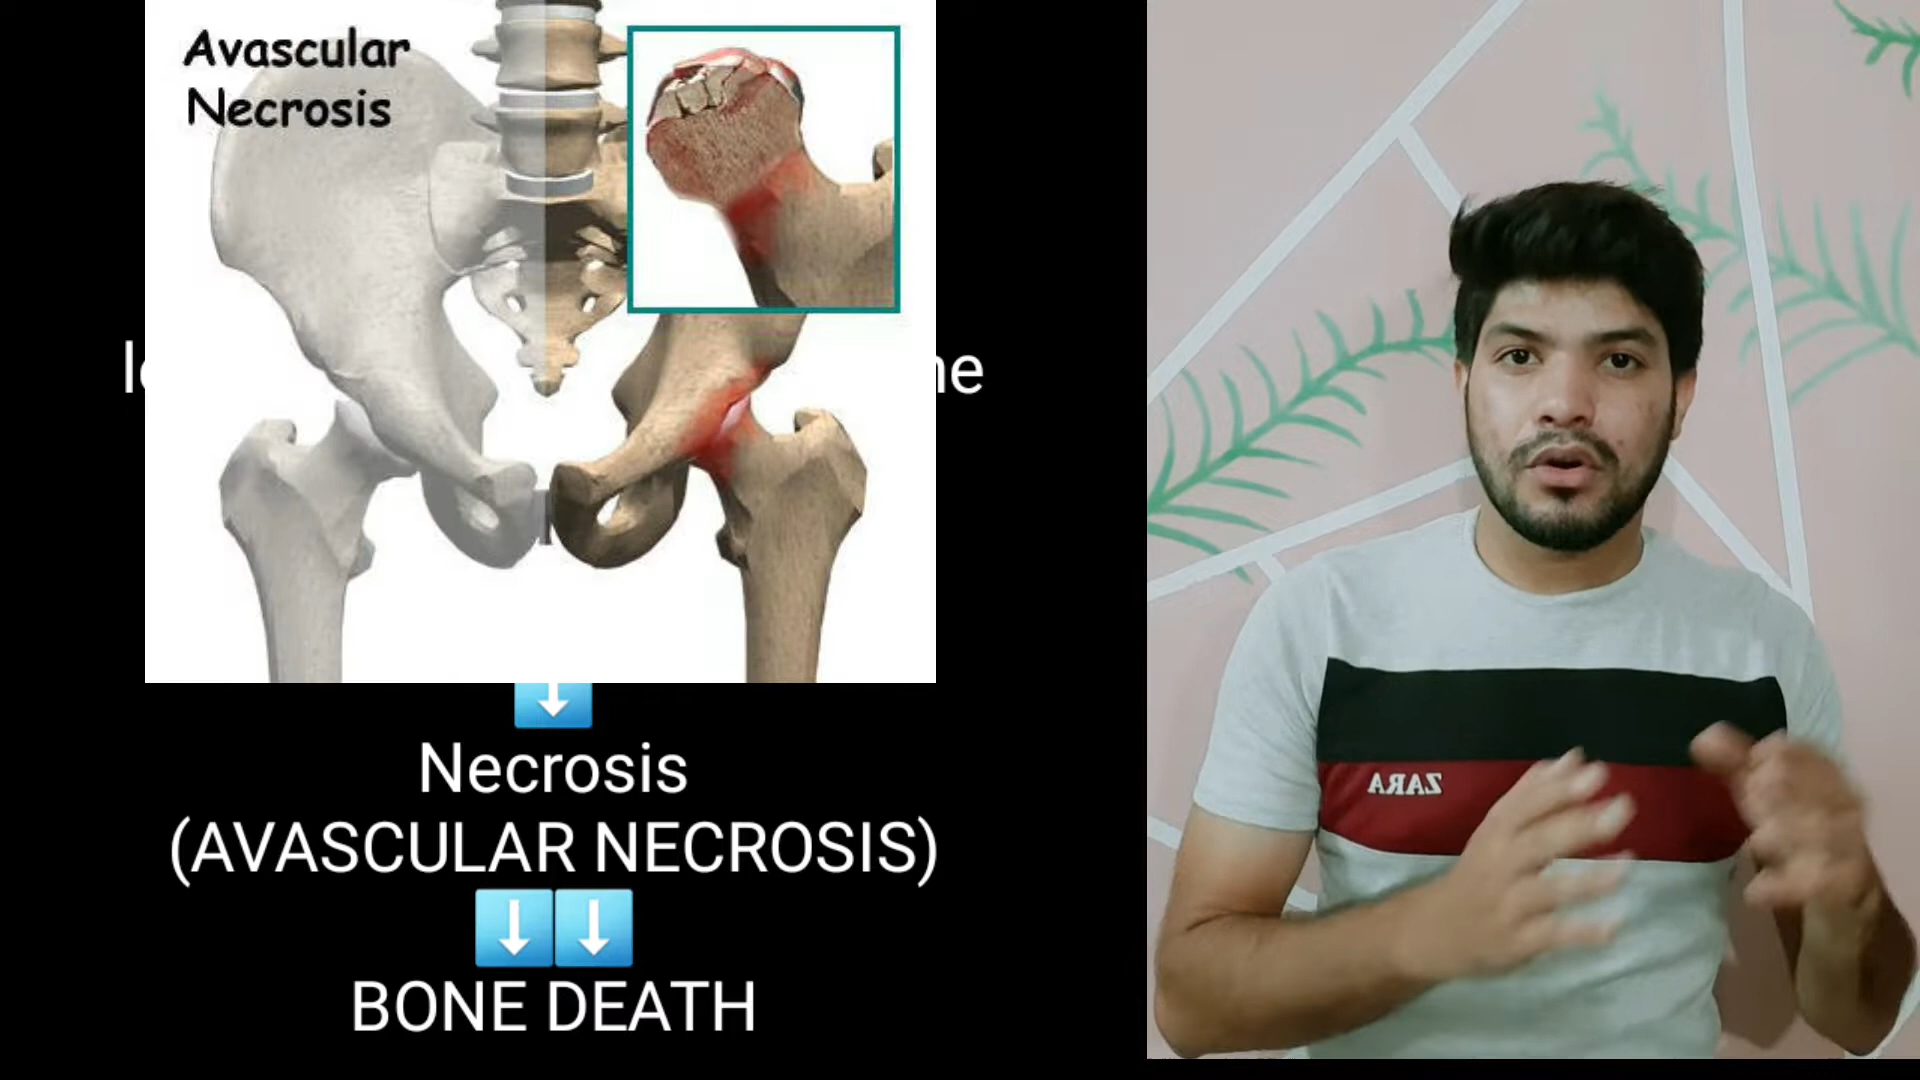 Avascular
Necrosis
Necrosis
(AVASCULAR NECROSIS)
⬇️⬇️
BONE DEATH
ZARA